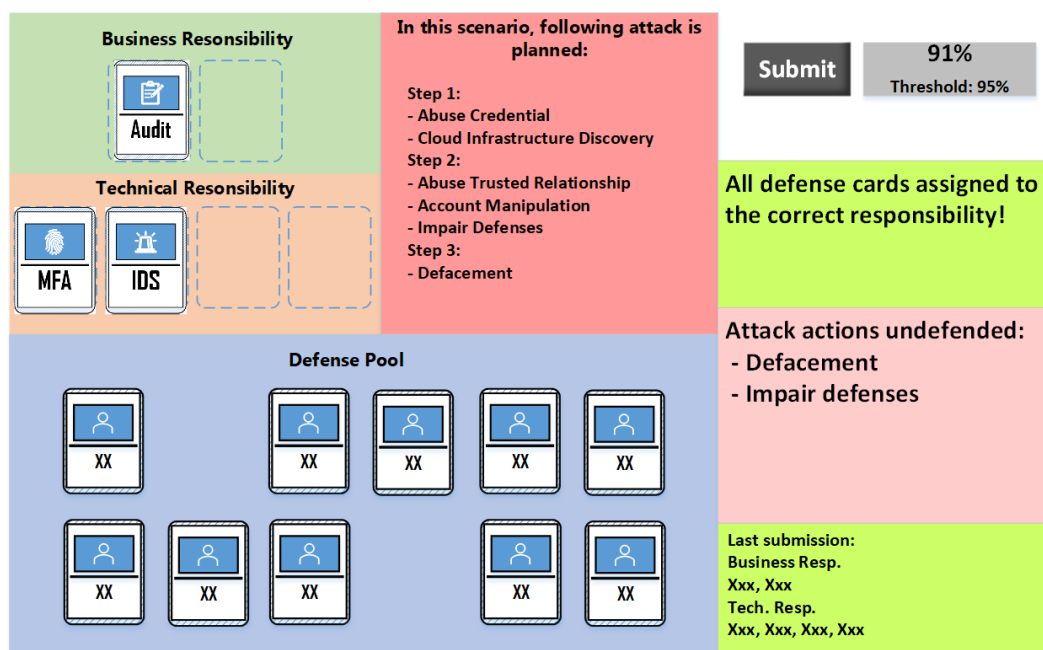 Business Resonsibility
Audit
Technical Resonsibility
MFA
IDS
In this scenario, following attack is
planned:
Step 1:
- Abuse Credential
- Cloud Infrastructure Discovery
Step 2:
- Abuse Trusted Relationship
- Account Manipulation
- Impair Defenses
Step 3:
- Defacement
Submit
91%
Threshold: 95%
All defense cards assigned to
the correct responsibility!
Attack actions undefended:
- Defacement
- Impair defenses
Defense Pool
XX
XX
XX
XX
XX
XX
XX
XX
XX
XX
Last submission:
Business Resp.
Xxx, Xxx
Tech. Resp.
Xxx, Xxx, Xxx, Xxx